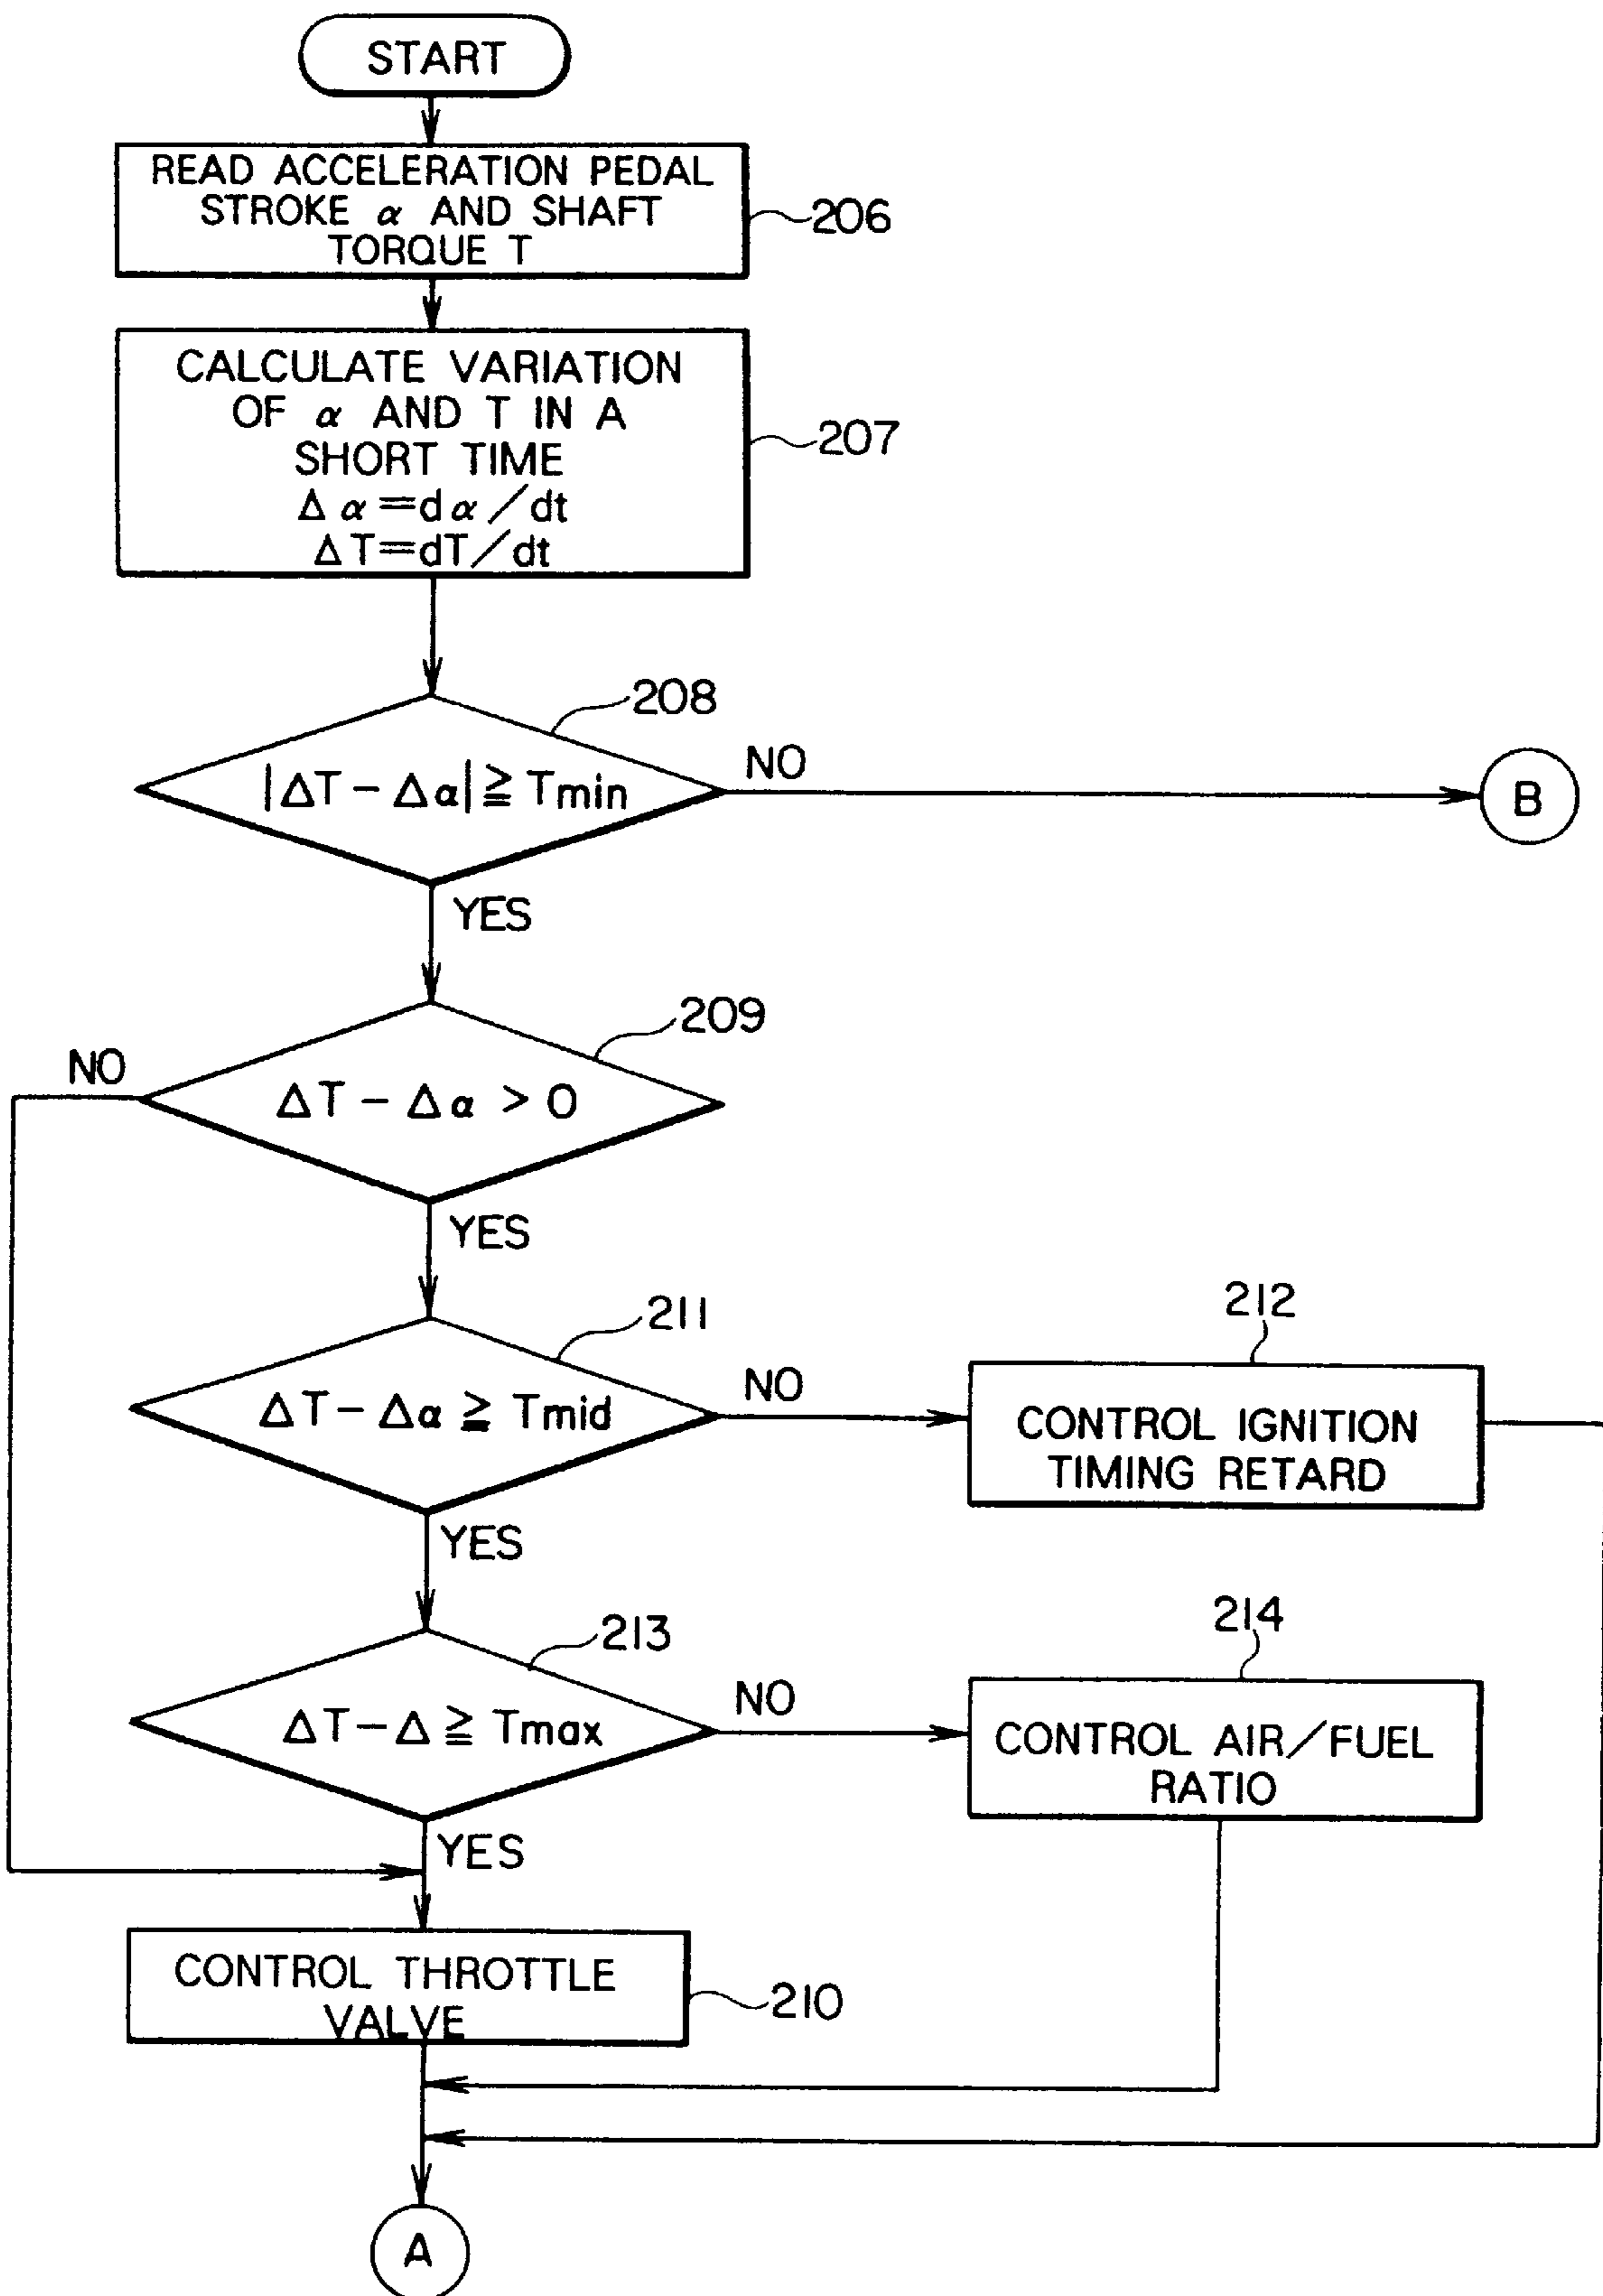 START
READ ACCELERATION PEDAL
STROKE α AND SHAFT
TORQUE T
206
CALCULATE VARIATION
OF α AND T IN A
SHORT TIME
Δα=dα/dt
ΔT=dT/dt
207
208
|ΔT-Δα|≧Tmin
NO
B
YES
209
NO
ΔT-Δα>0
YES
211
212
ΔT-Δα≧Tmid
NO
CONTROL IGNITION
TIMING RETARD
YES
213
214
ΔT-Δ≧Tmax
NO
CONTROL AIR/FUEL
RATIO
YES
CONTROL THROTTLE
VALVE
210
A